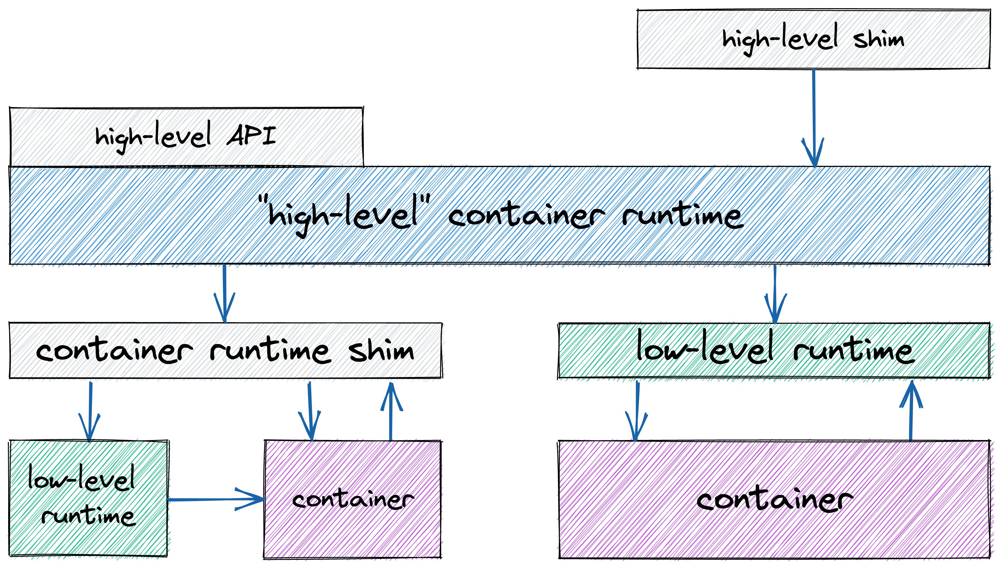 high-level shim
high-level API
"high-level" container runtime
container runtime shim
low-level runtime
low-level
runtime
container
container